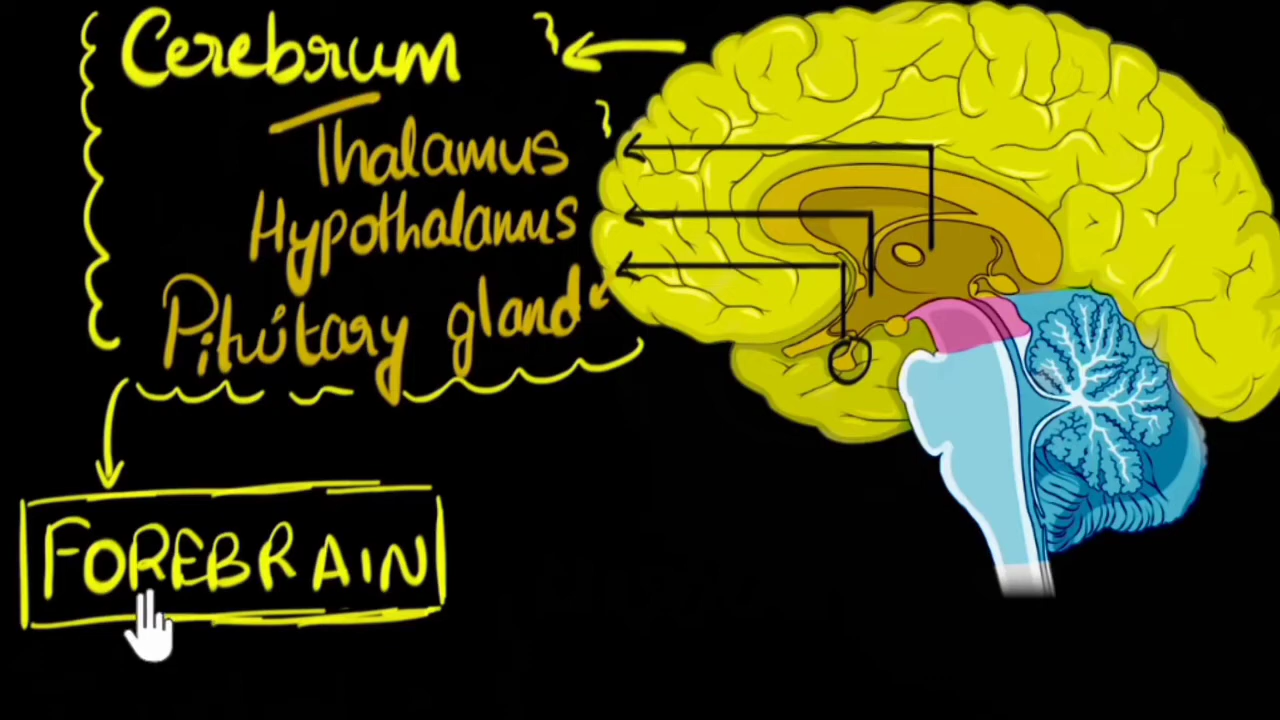 Cerebrum
Thalamus
Hypothalamus
Pituitary gland
FOREBRAIN